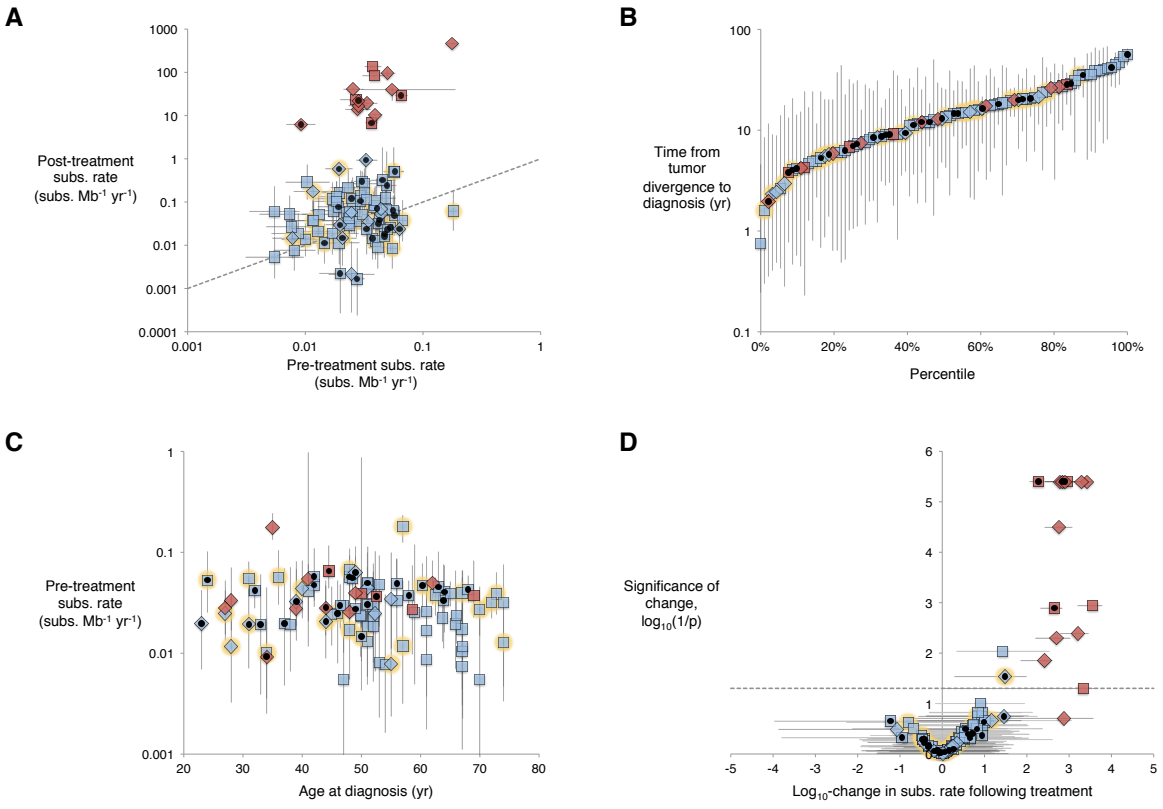 A
1000
100
10
1
0.1
0.01
0.001
0.0001
Post-treatment
subs. rate
(subs. Mb⁻¹ yr⁻¹)
0.001
0.01
0.1
1
Pre-treatment subs. rate
(subs. Mb⁻¹ yr⁻¹)
B
100
10
1
0.1
Time from
tumor
divergence to
diagnosis (yr)
0%
20%
40%
60%
80%
100%
Percentile
C
1
0.1
0.01
0.001
Pre-treatment
subs. rate
(subs. Mb⁻¹ yr⁻¹)
20
30
40
50
60
70
80
Age at diagnosis (yr)
D
6
5
4
3
2
1
0
Significance of
change,
log₁₀(1/p)
-5
-4
-3
-2
-1
0
1
2
3
4
5
Log₁₀-change in subs. rate following treatment